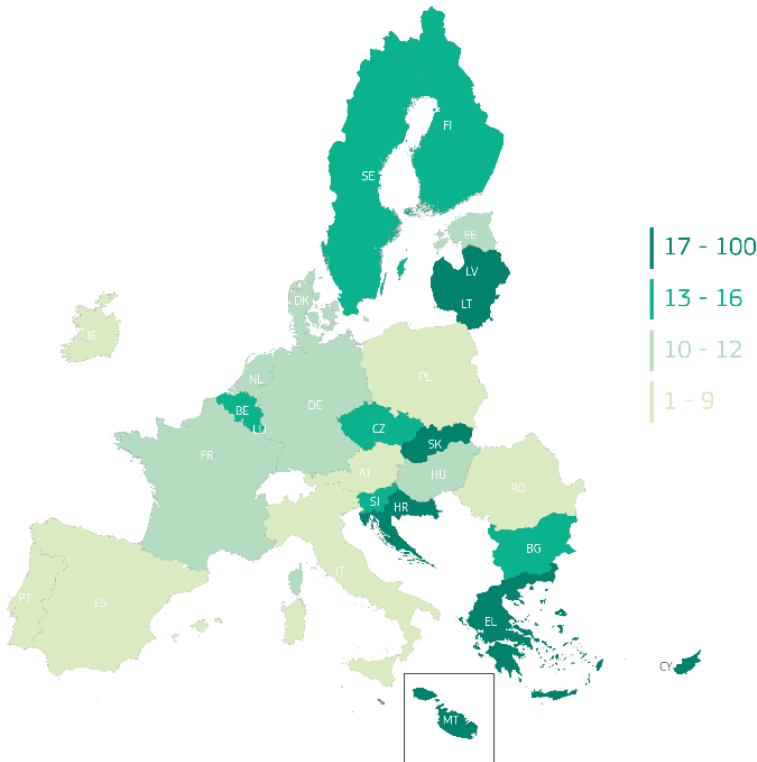 FI
SE
EE
LV
LT
DK
IE
NL
PL
DE
BE
LU
CZ
FR
SK
AT
HU
RO
SI
HR
BG
IT
PT
ES
EL
CY
MT
17 - 100
13 - 16
10 - 12
1 - 9